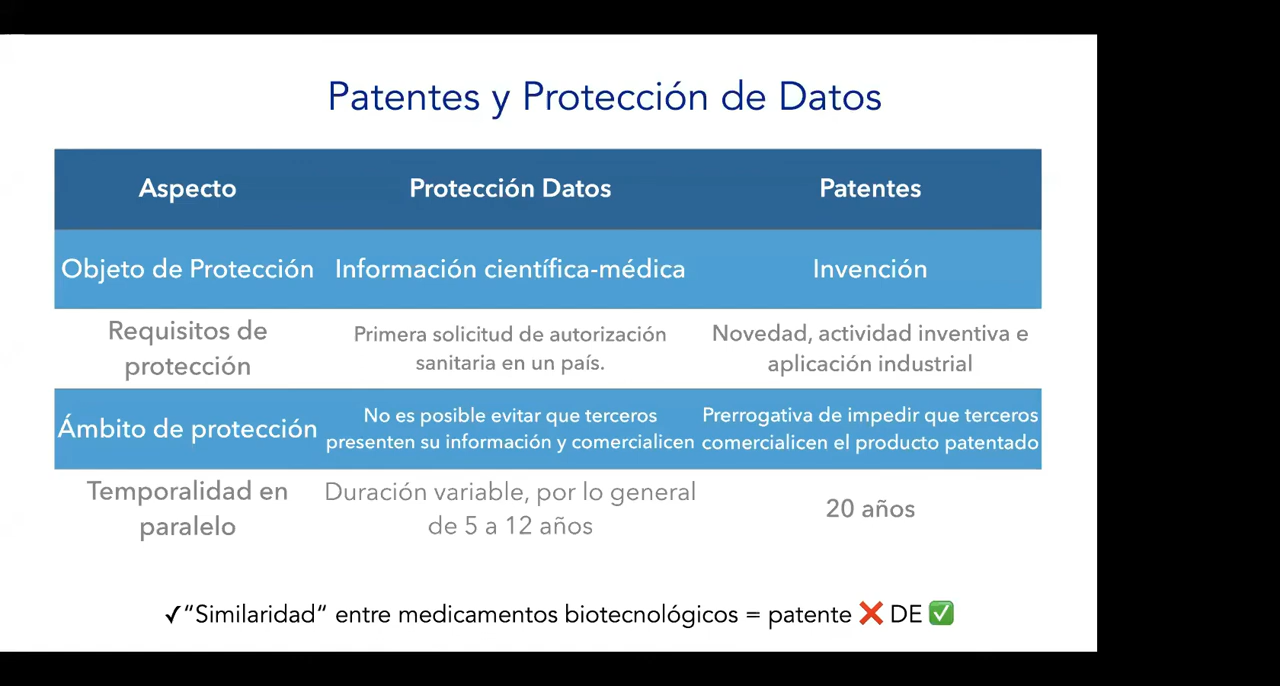 Patentes y Protección de Datos
Aspecto Protección Datos Patentes
Objeto de Protección Información científica-médica Invención
Requisitos de protección
Primera solicitud de autorización sanitaria en un país.
Novedad, actividad inventiva e aplicación industrial
Ámbito de protección
No es posible evitar que terceros presenten su información y comercialicen
Prerrogativa de impedir que terceros comercialicen el producto patentado
Temporalidad en paralelo
Duración variable, por lo general de 5 a 12 años
20 años
✓“Similaridad“ entre medicamentos biotecnológicos = patente ❌ DE ✅